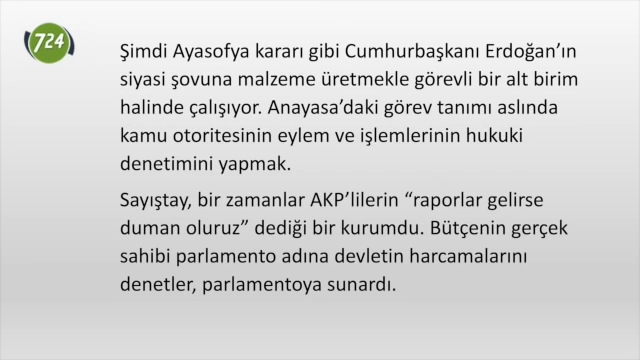 724
Şimdi Ayasofya kararı gibi Cumhurbaşkanı Erdoğan’ın
siyasi şovuna malzeme üretmekle görevli bir alt birim
halinde çalışıyor. Anayasa’daki görev tanımı aslında
kamu otoritesinin eylem ve işlemlerinin hukuki
denetimini yapmak.
Sayıştay, bir zamanlar AKP’lilerin “raporlar gelirse
duman oluruz” dediği bir kurumdu. Bütçenin gerçek
sahibi parlamento adına devletin harcamalarını
denetler, parlamentoya sunardı.